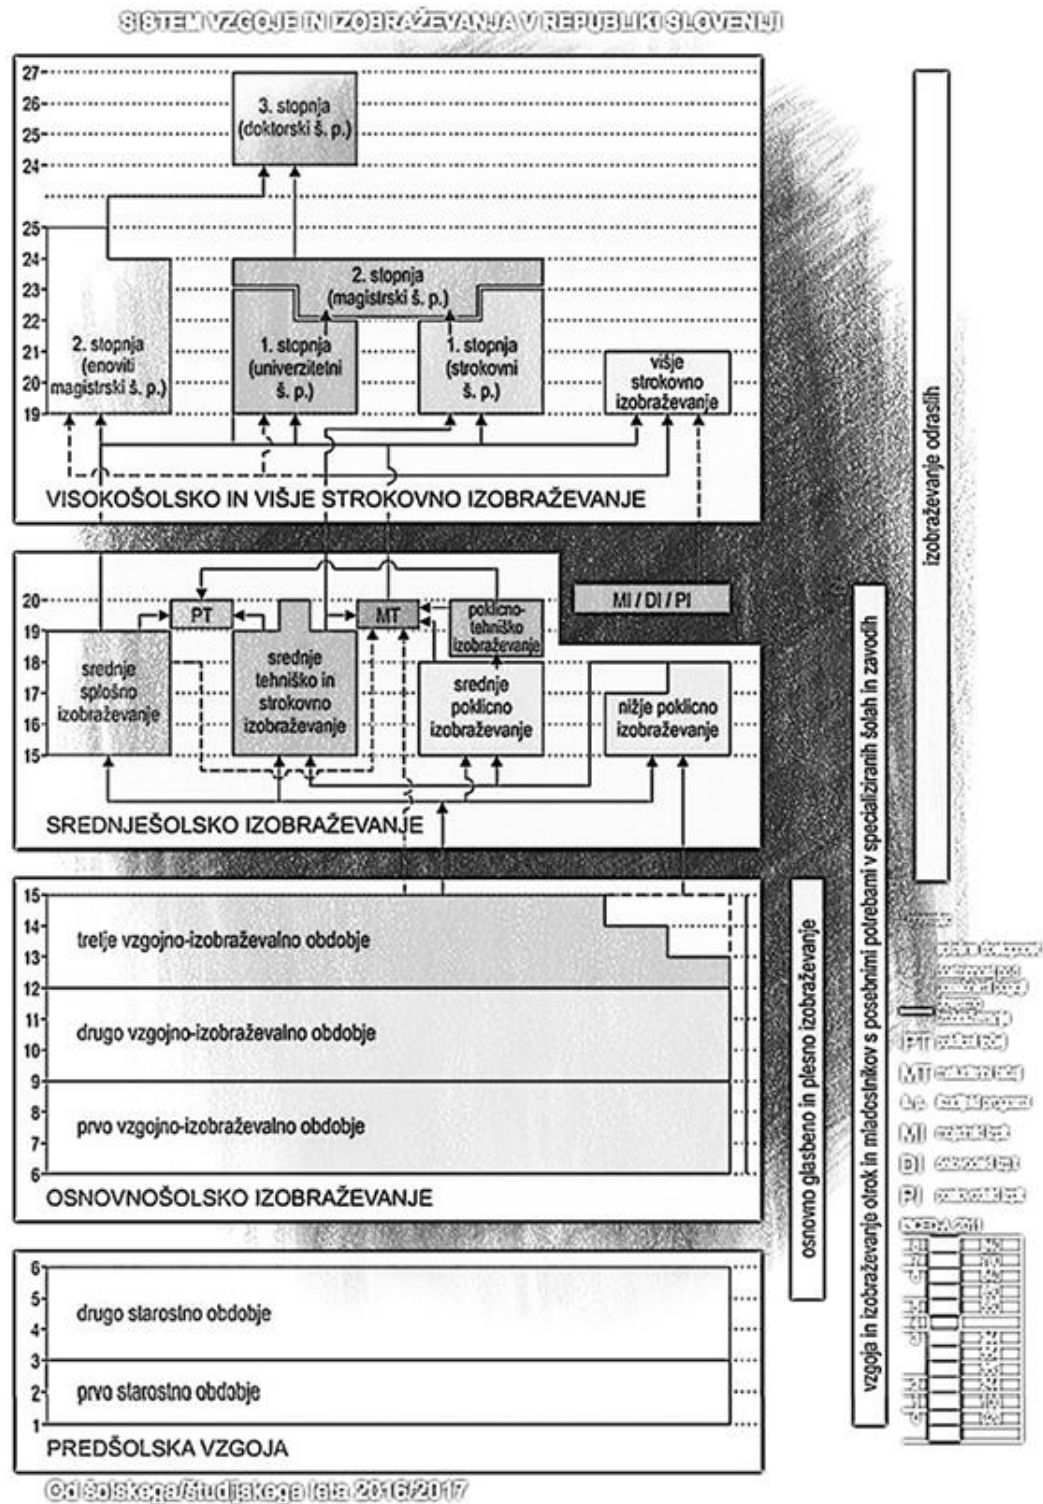 SISTEM VZGOJE IN IZOBRAŽEVANJA V REPUBLIKI SLOVENIJI
27
26
25
24
25
24
23
22
21
20
19
3. stopnja
(doktorski š. p.)
2. stopnja
(magistrski š. p.)
2. stopnja
(enoviti
magistrski š. p.)
1. stopnja
(univerzitetni
š. p.)
1. stopnja
(strokovni
š. p.)
višje
strokovno
izobraževanje
VISOKOŠOLSKO IN VIŠJE STROKOVNO IZOBRAŽEVANJE
20
19
18
17
16
15
PT
MT
poklicno-
tehniško
izobraževanje
MI / DI / PI
srednje
splošno
izobraževanje
srednje
tehniško in
strokovno
izobraževanje
srednje
poklicno
izobraževanje
nižje poklicno
izobraževanje
SREDNJEŠOLSKO IZOBRAŽEVANJE
15
14
13
12
11
10
9
8
7
6
tretje vzgojno-izobraževalno obdobje
drugo vzgojno-izobraževalno obdobje
prvo vzgojno-izobraževalno obdobje
OSNOVNOŠOLSKO IZOBRAŽEVANJE
6
5
4
3
2
1
drugo starostno obdobje
prvo starostno obdobje
PREDŠOLSKA VZGOJA
Od šolskega/študijskega leta 2016/2017
osnovno glasbeno in plesno izobraževanje
vzgoja in izobraževanje otrok in mladostnikov s posebnimi potrebami v specializiranih šolah in zavodih
izobraževanje odraslih
PT
MT
š. p.
MI
DI
PI